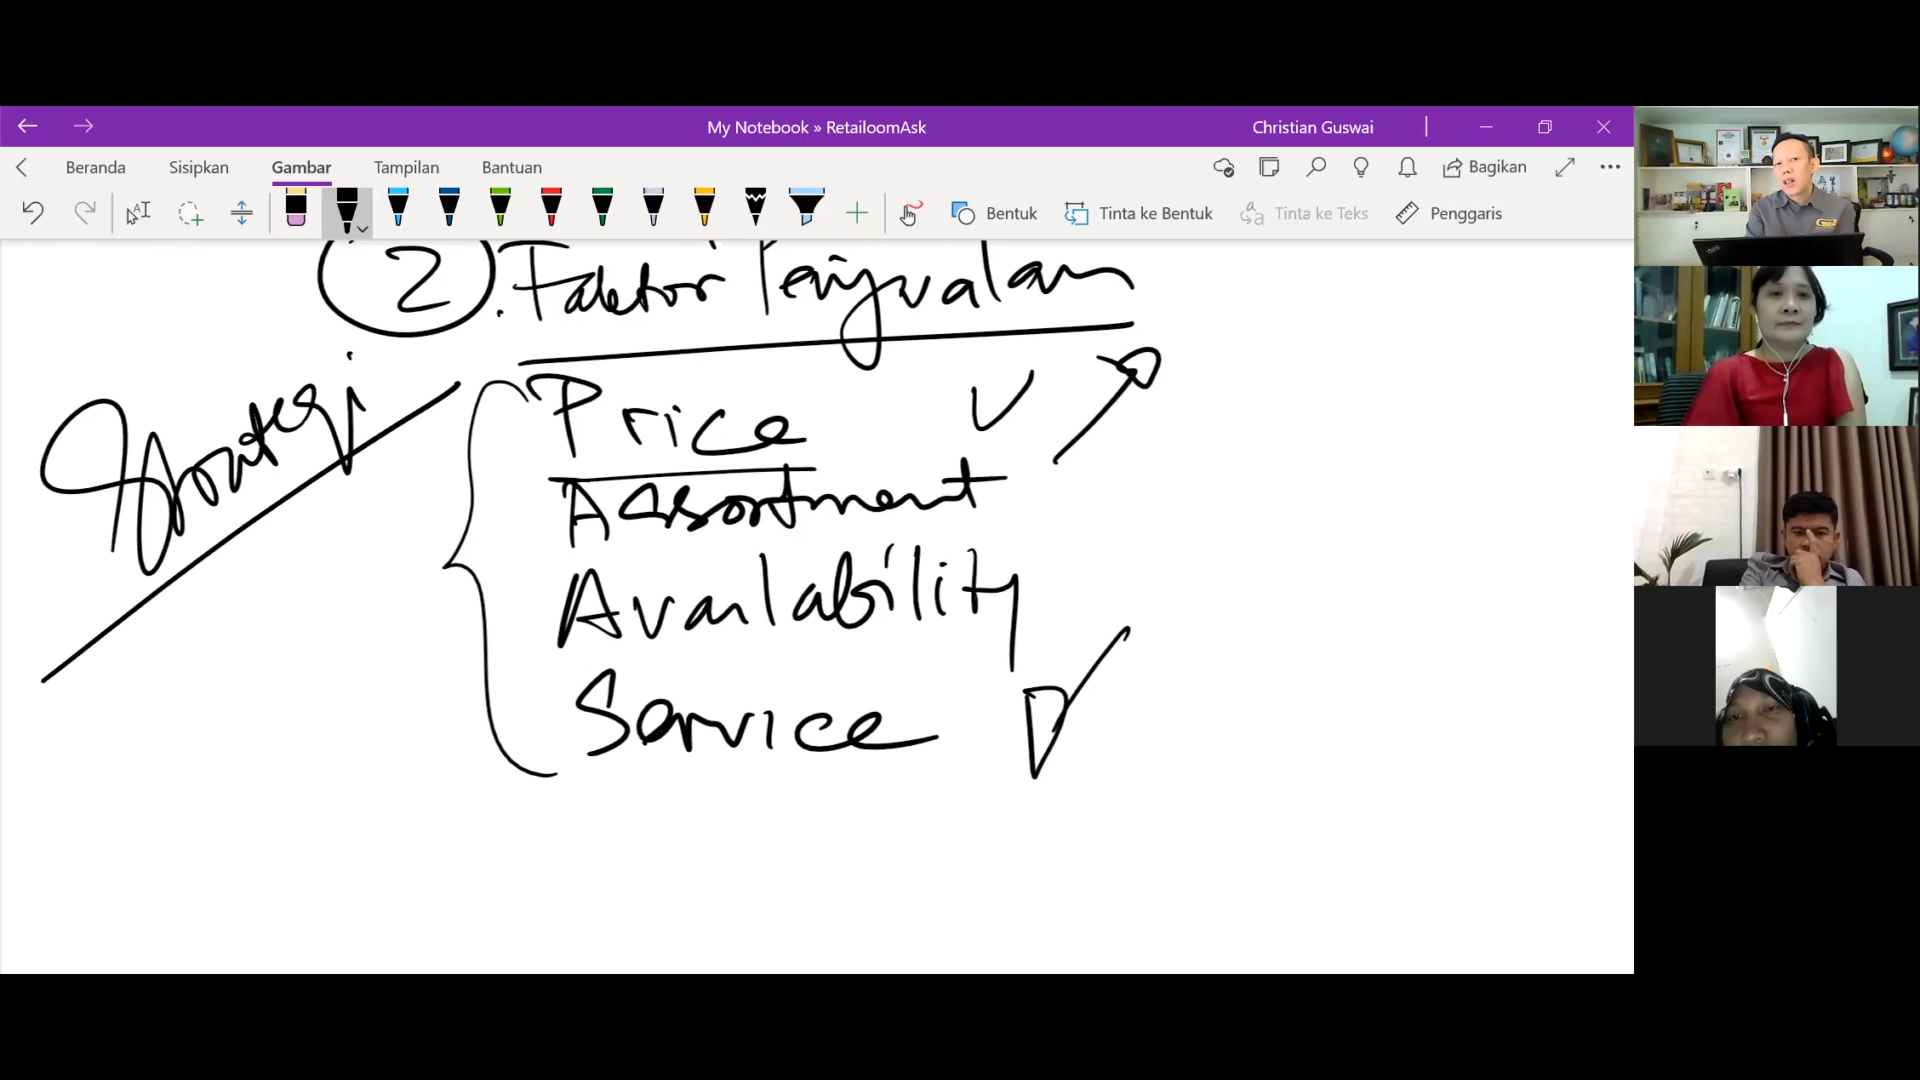 My Notebook » RetailoomAsk
Christian Guswai
Beranda Sisipkan Gambar Tampilan Bantuan
Bagikan
Bentuk Tinta ke Bentuk Tinta ke Teks Penggaris
2. Faktor Penjualan
Strategi
Price
Assortment
Availability
Service